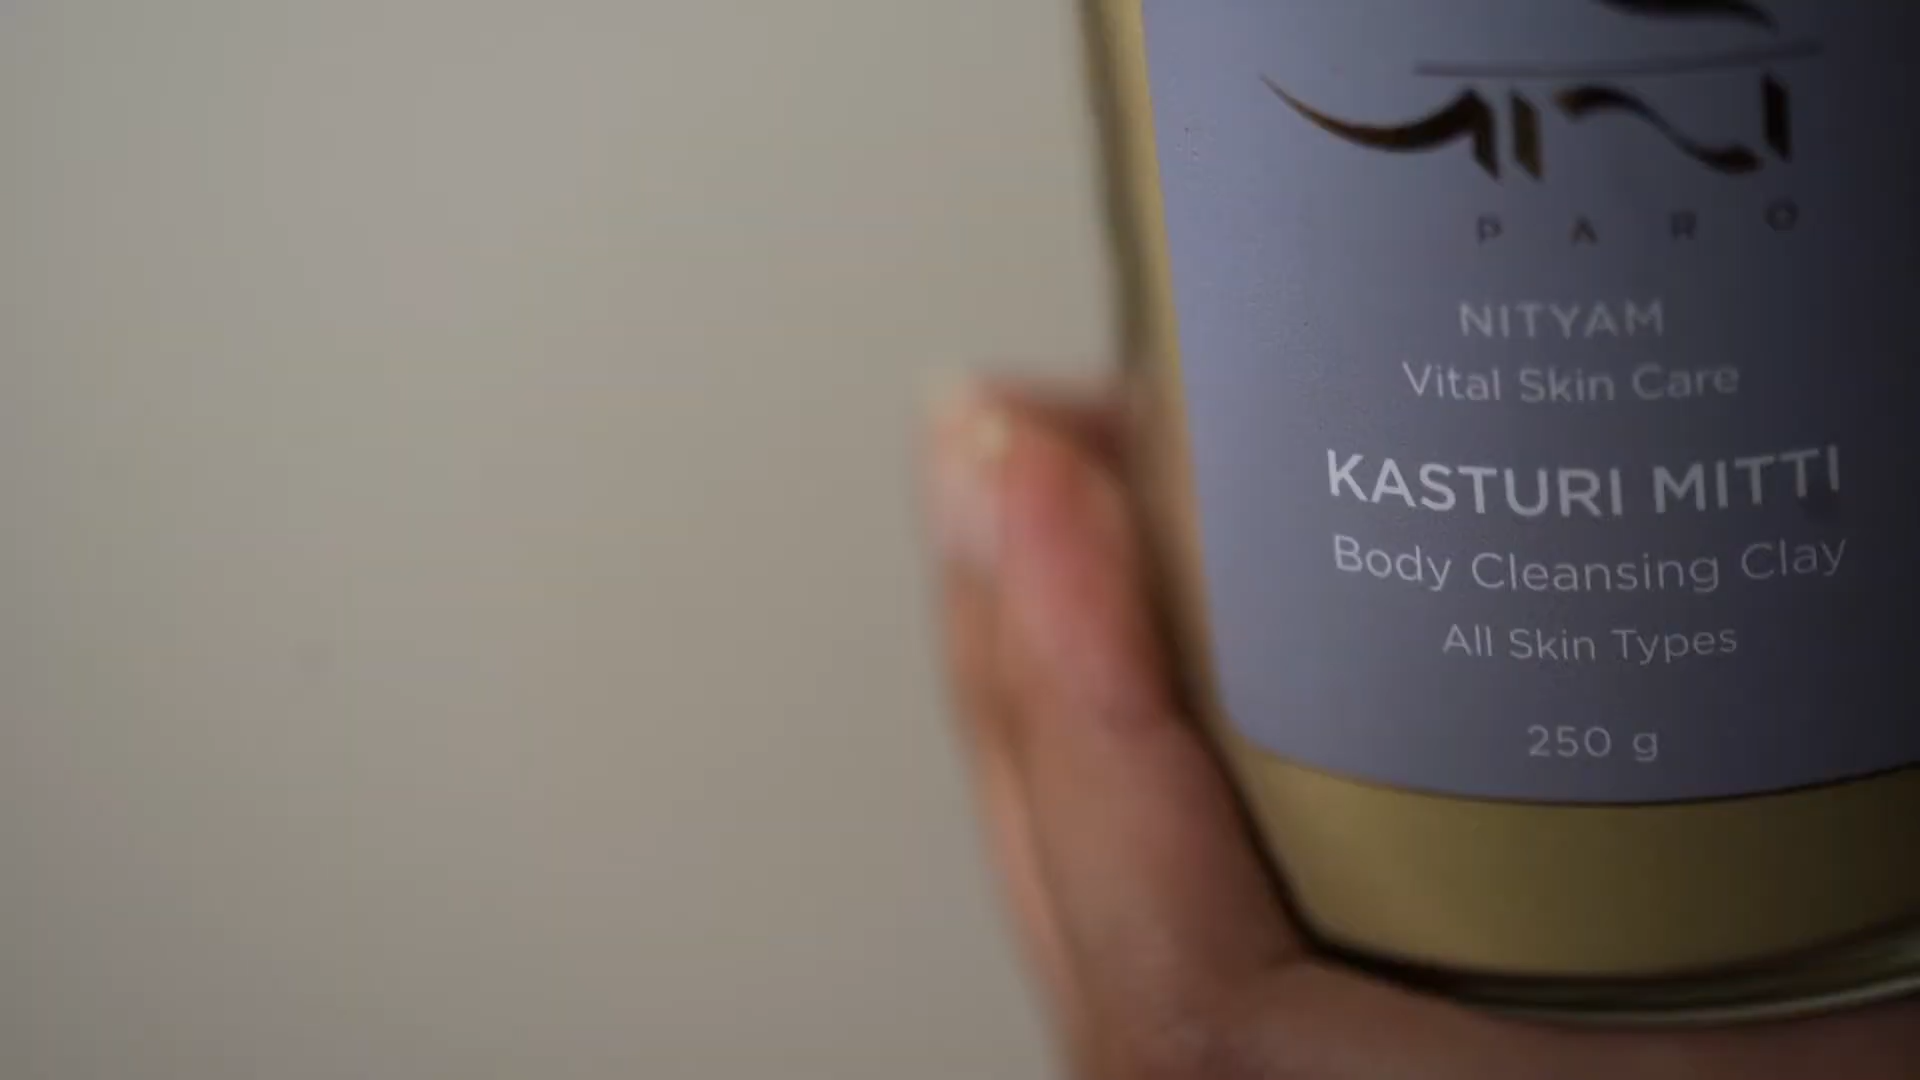 PARO
NITYAM
Vital Skin Care
KASTURI MITTI
Body Cleansing Clay
All Skin Types
250 g